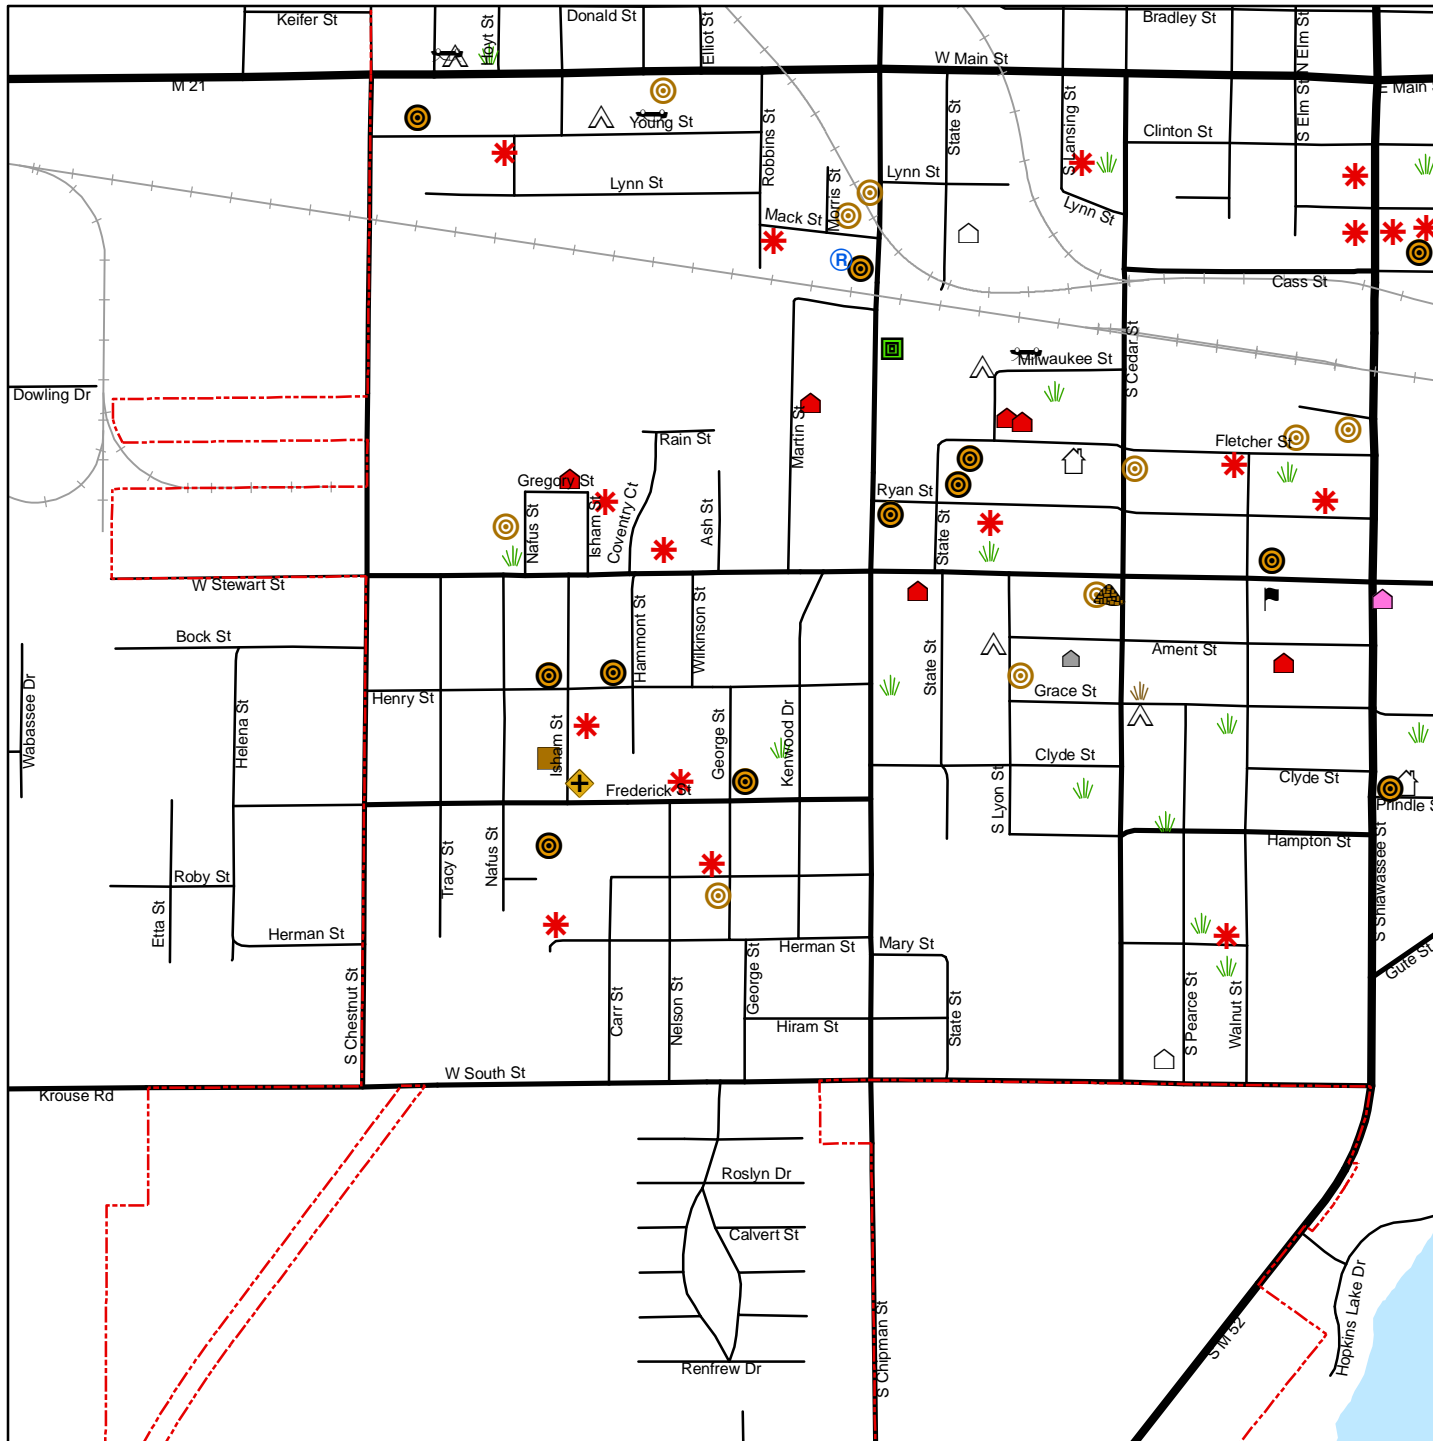 Keifer St
Hoyt St
Donald St
Elliot St
Bradley St
N Elm St
M 21
W Main St
E Main
Young St
Robbins St
State St
S Lansing St
Clinton St
S Elm St
Lynn St
Morris St
Lynn St
Mack St
Lynn St
R
Cass St
S Cedar St
Milwaukee St
Dowling Dr
Martin St
Rain St
Fletcher St
Gregory St
Nafus St
Isham St
Coventry Ct
Ash St
Ryan St
State St
W Stewart St
Bock St
Hammont St
Wilkinson St
State St
Ament St
Wabassee Dr
Helena St
Henry St
Isham St
George St
Kenwood Dr
Grace St
Clyde St
Clyde St
Frederick St
S Lyon St
Prindle S
Hampton St
S Shiawassee St
Tracy St
Nafus St
Roby St
Etta St
Herman St
Herman St
Mary St
Gute St
S Chestnut St
Carr St
Nelson St
George St
Hiram St
State St
S Pearce St
Walnut St
Krouse Rd
W South St
Roslyn Dr
Calvert St
Renfrew Dr
S Chipman St
S M 52
Hopkins Lake Dr